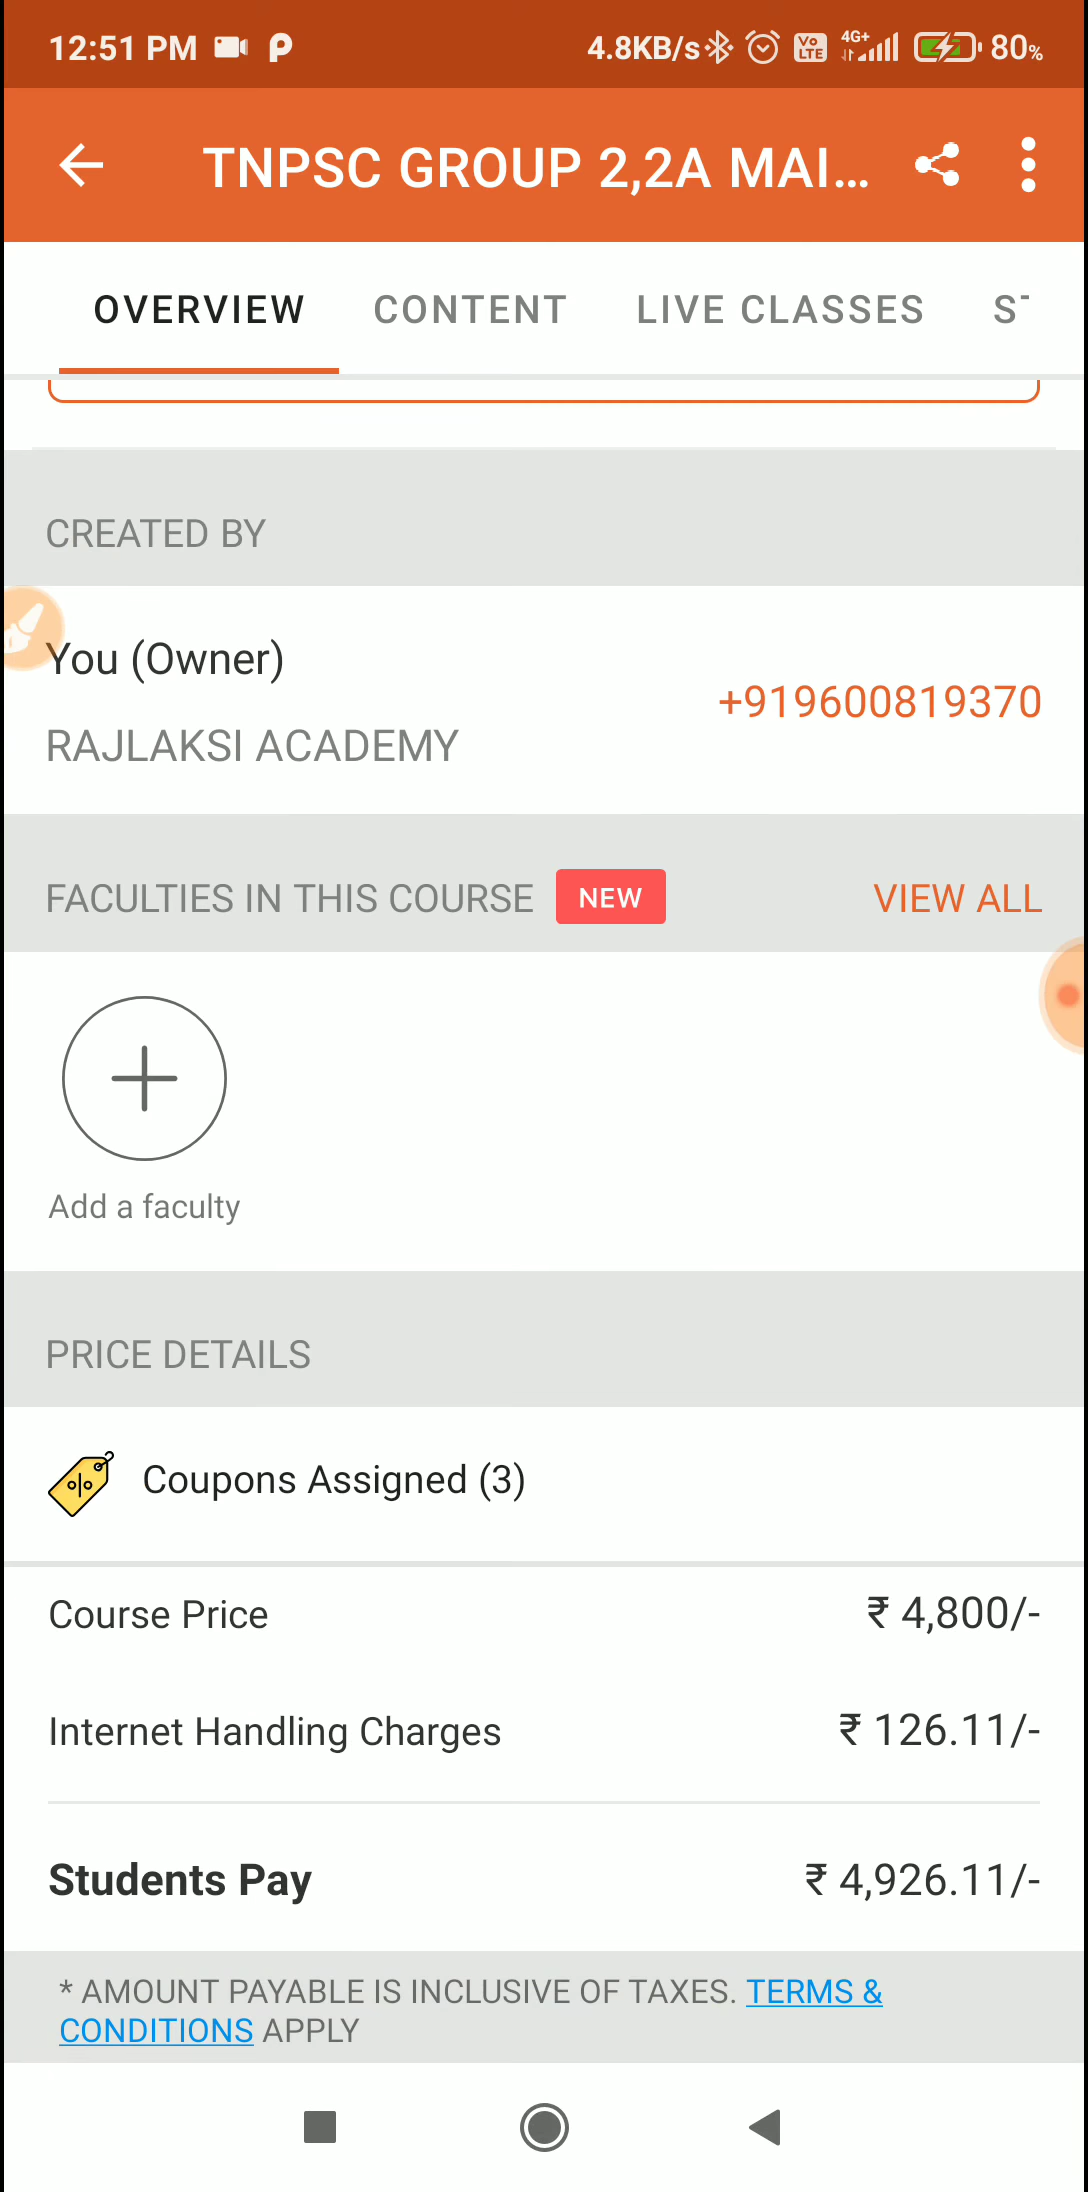 12:51 PM 4.8KB/s Vo LTE 4G+ 80%
TNPSC GROUP 2,2A MAI...
OVERVIEW CONTENT LIVE CLASSES
CREATED BY
You (Owner)
+919600819370
RAJLAKSI ACADEMY
FACULTIES IN THIS COURSE NEW VIEW ALL
Add a faculty
PRICE DETAILS
Coupons Assigned (3)
Course Price ₹ 4,800/-
Internet Handling Charges ₹ 126.11/-
Students Pay ₹ 4,926.11/-
* AMOUNT PAYABLE IS INCLUSIVE OF TAXES. TERMS &
CONDITIONS APPLY